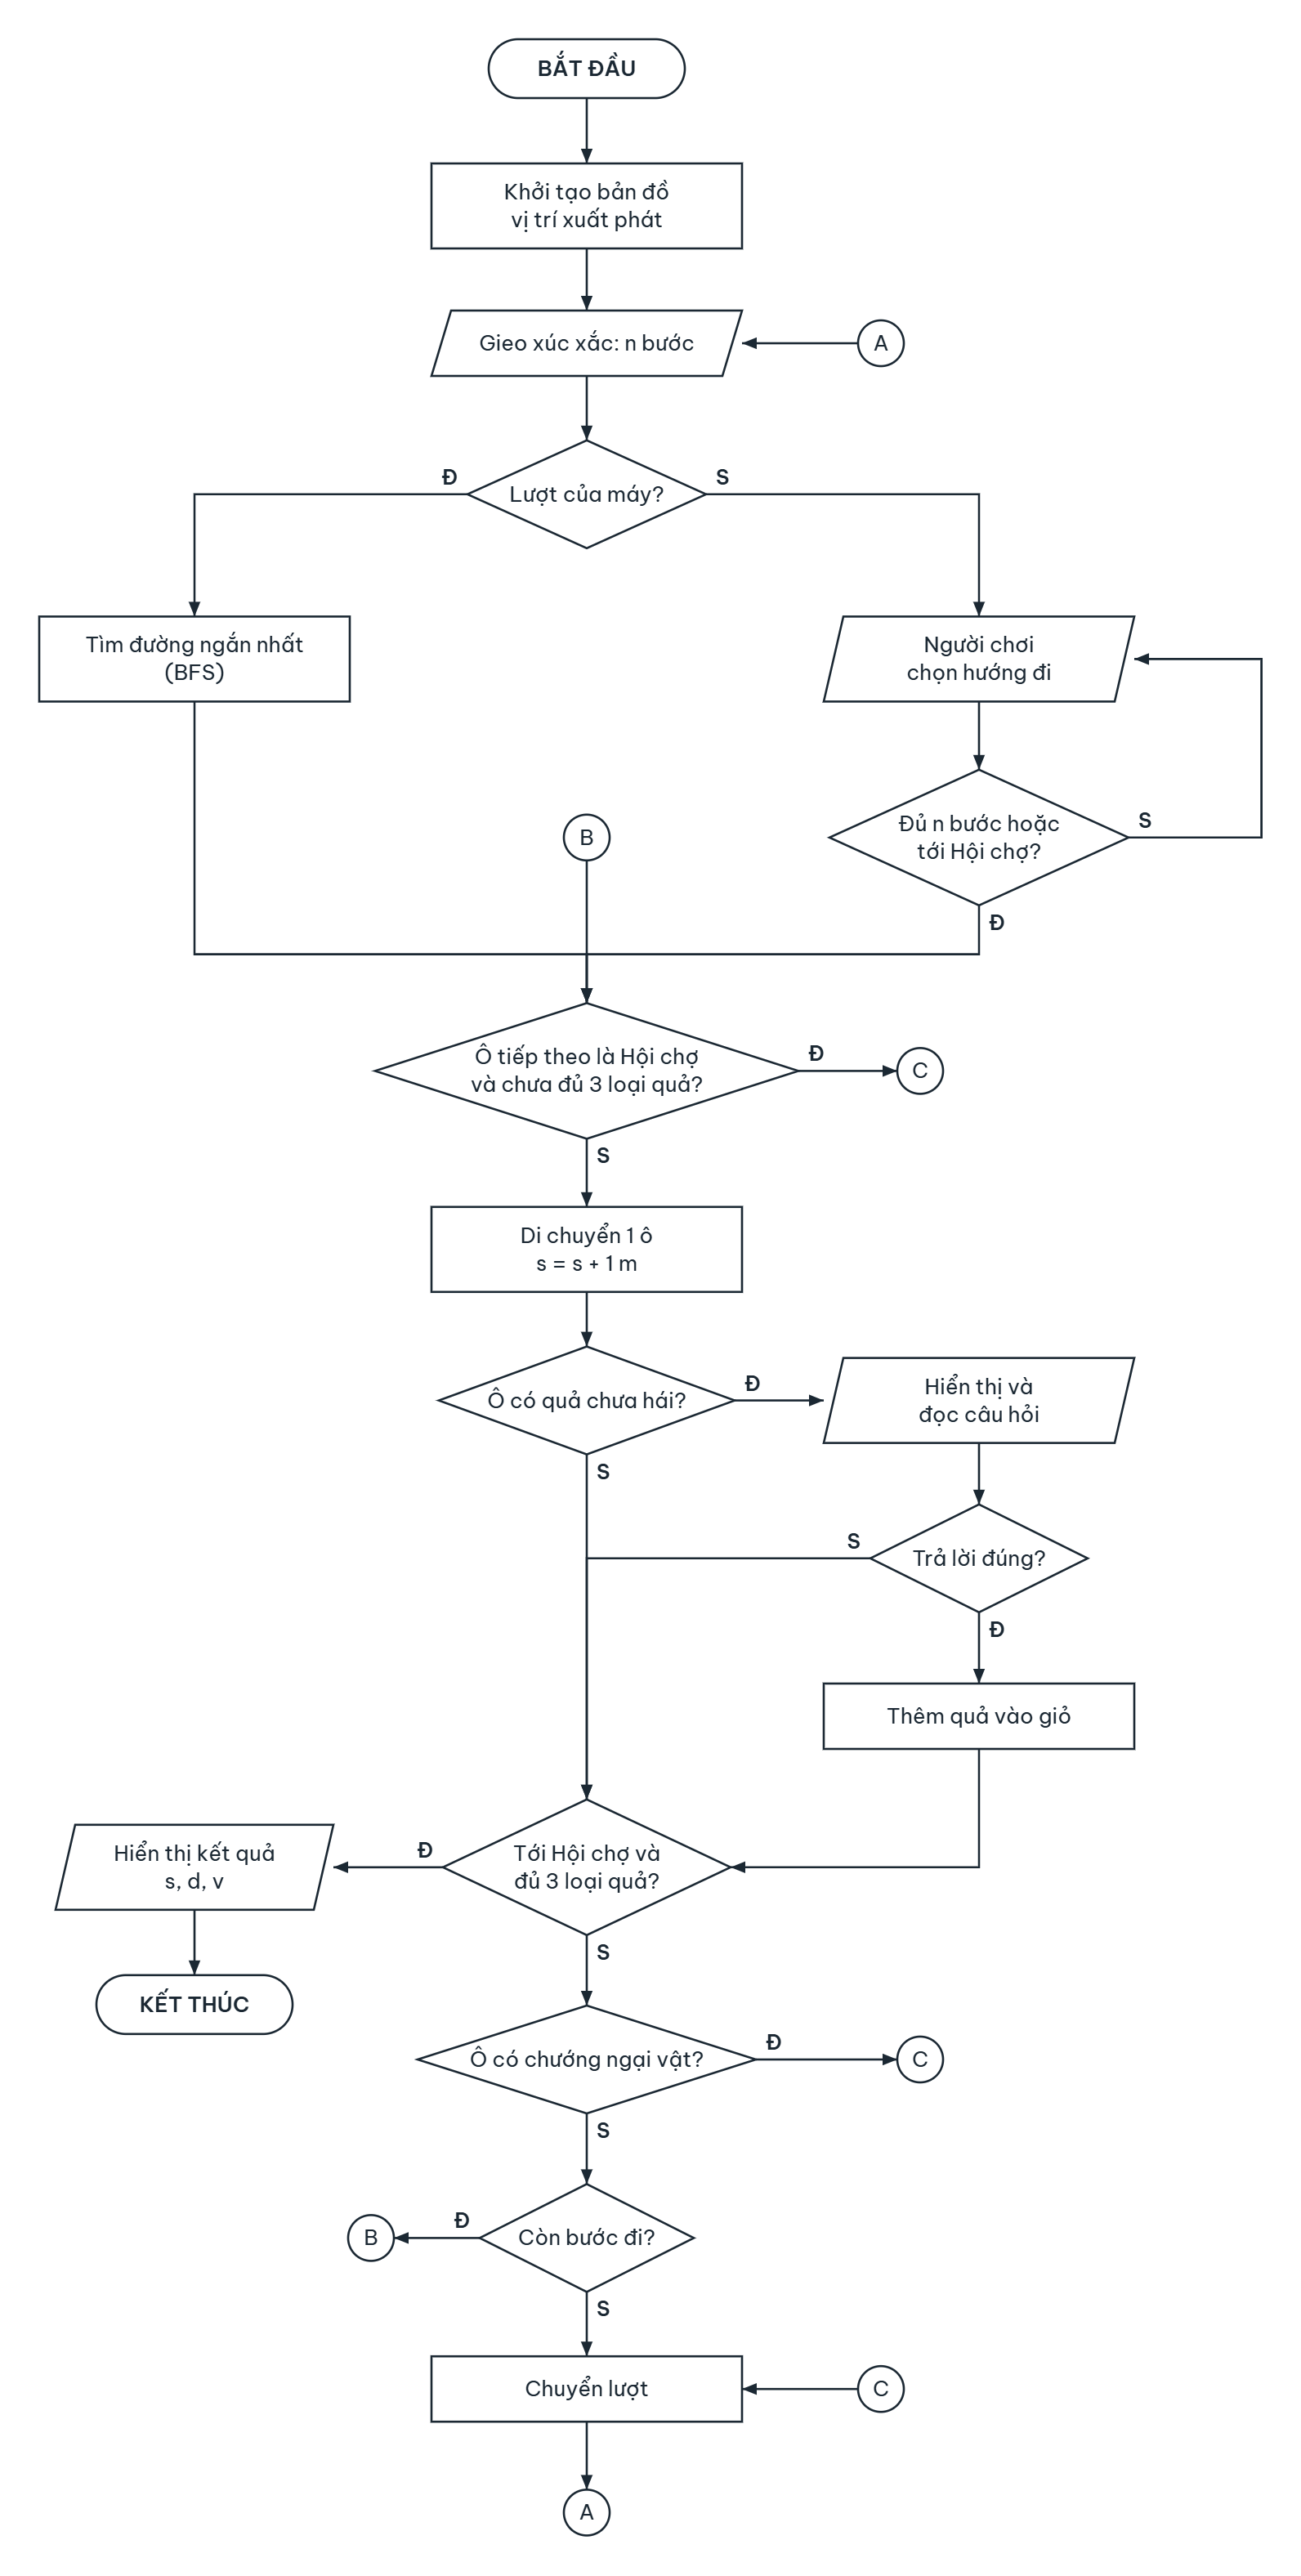 BẮT ĐẦU
Khởi tạo bản đồ
vị trí xuất phát
Gieo xúc xắc: n bước
A
Đ
Lượt của máy?
S
Tìm đường ngắn nhất
(BFS)
Người chơi
chọn hướng đi
B
Đủ n bước hoặc
tới Hội chợ?
S
Đ
Ô tiếp theo là Hội chợ
và chưa đủ 3 loại quả?
Đ
C
S
Di chuyển 1 ô
s = s + 1 m
Ô có quả chưa hái?
Đ
Hiển thị và
đọc câu hỏi
S
S
Trả lời đúng?
Đ
Thêm quả vào giỏ
Hiển thị kết quả
s, d, v
Đ
Tới Hội chợ và
đủ 3 loại quả?
S
KẾT THÚC
Ô có chướng ngại vật?
Đ
C
S
B
Đ
Còn bước đi?
S
Chuyển lượt
C
A